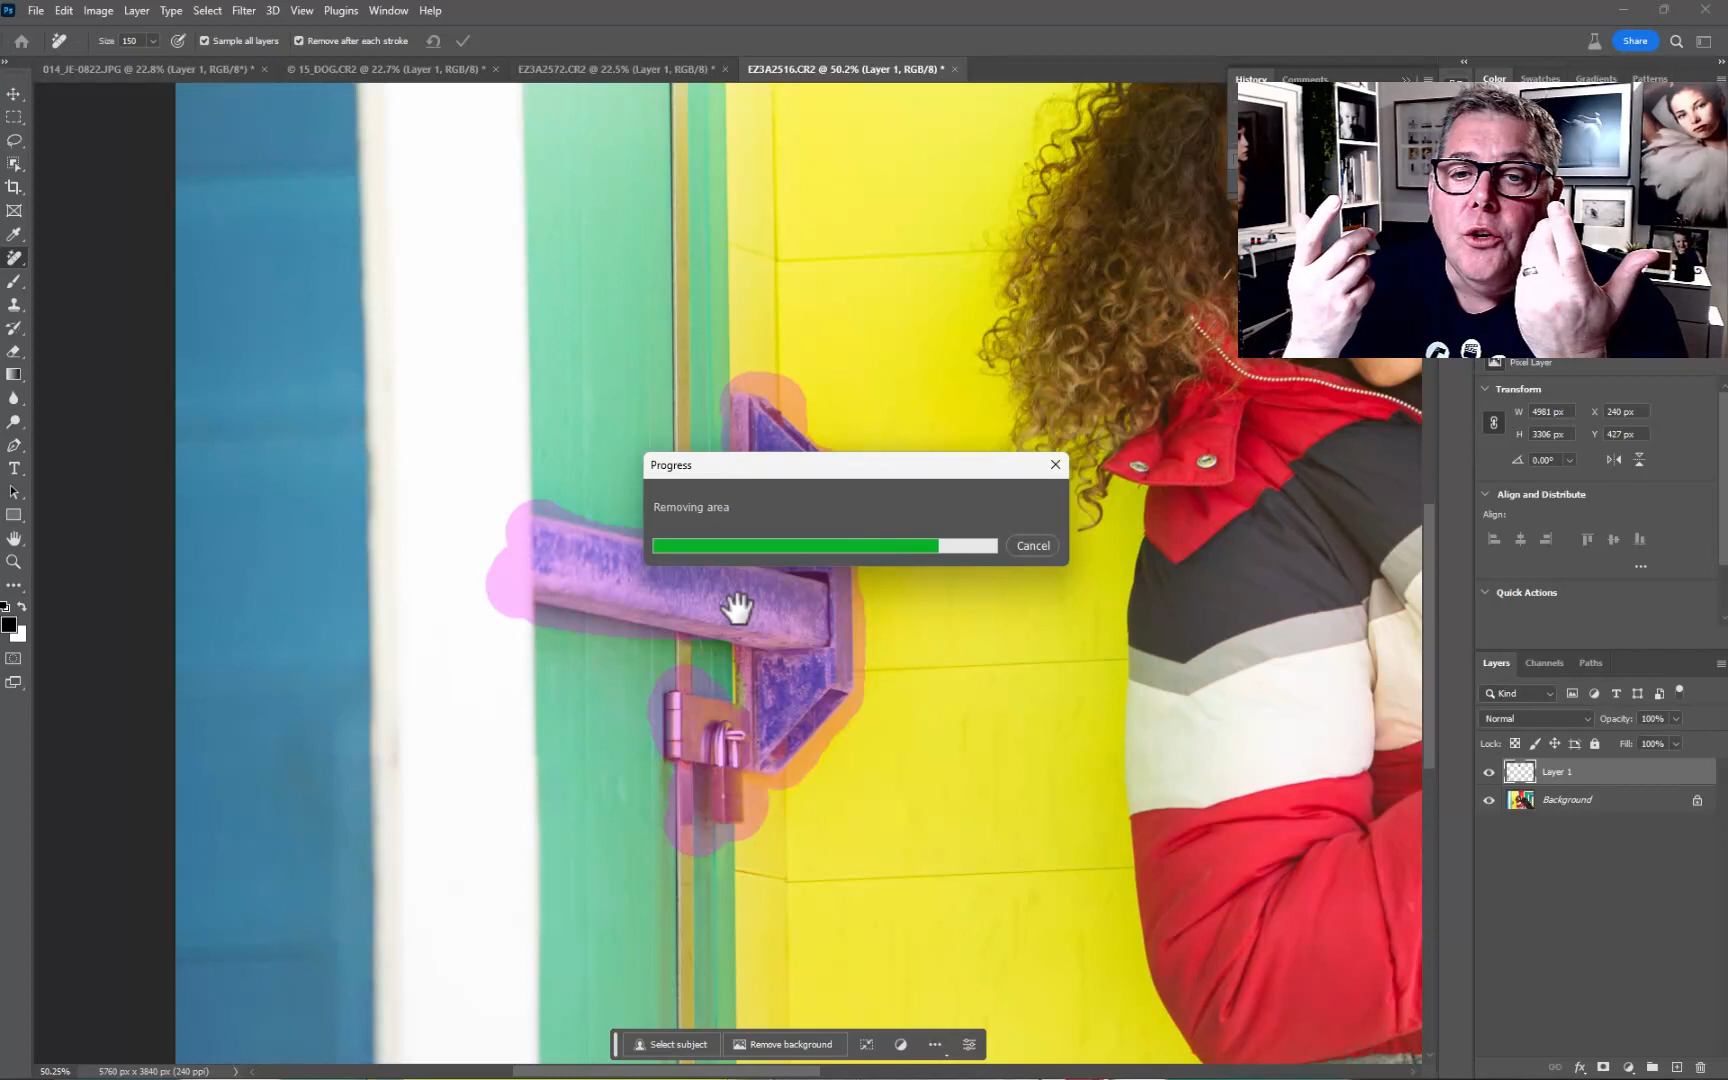 Ps File Edit Image Layer Type Select Filter 3D View Plugins Window Help
Size 150 Sample all layers Remove after each stroke Share
014_JE-0822.JPG @ 22.8% (Layer 1, RGB/8*) * × © 15_DOG.CR2 @ 22.7% (Layer 1, RGB/8) * × EZ3A2572.CR2 @ 22.5% (Layer 1, RGB/8) * × EZ3A2516.CR2 @ 50.2% (Layer 1, RGB/8) * ×
History Comments Color Swatches Gradients Patterns
Pixel Layer
Transform
W 4981 px X 240 px
H 3306 px Y 427 px
0.00°
Align and Distribute
Align:
Quick Actions
Progress
Removing area
Cancel
Layers Channels Paths
Kind
Normal Opacity: 100%
Lock: Fill: 100%
Layer 1
Background
Select subject Remove background
50.25% 5760 px x 3840 px (240 ppi)